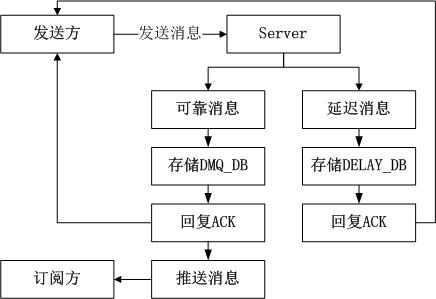 发送方
发送消息
Server
可靠消息
延迟消息
存储DMQ_DB
存储DELAY_DB
回复ACK
回复ACK
订阅方
推送消息